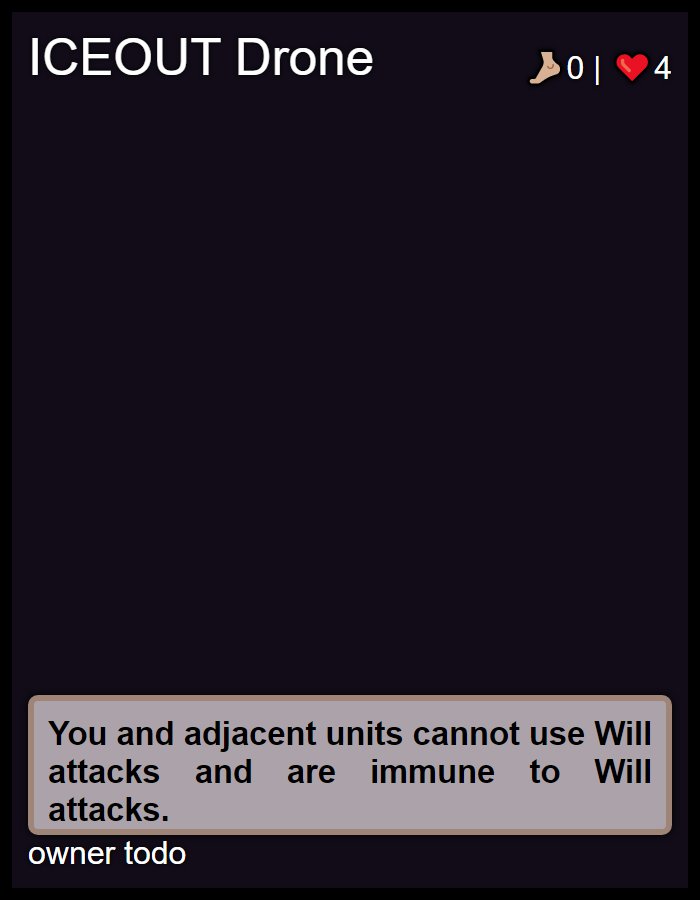 ICEOUT Drone
🦶0 | ❤️4
You and adjacent units cannot use Will
attacks and are immune to Will
attacks.
owner todo